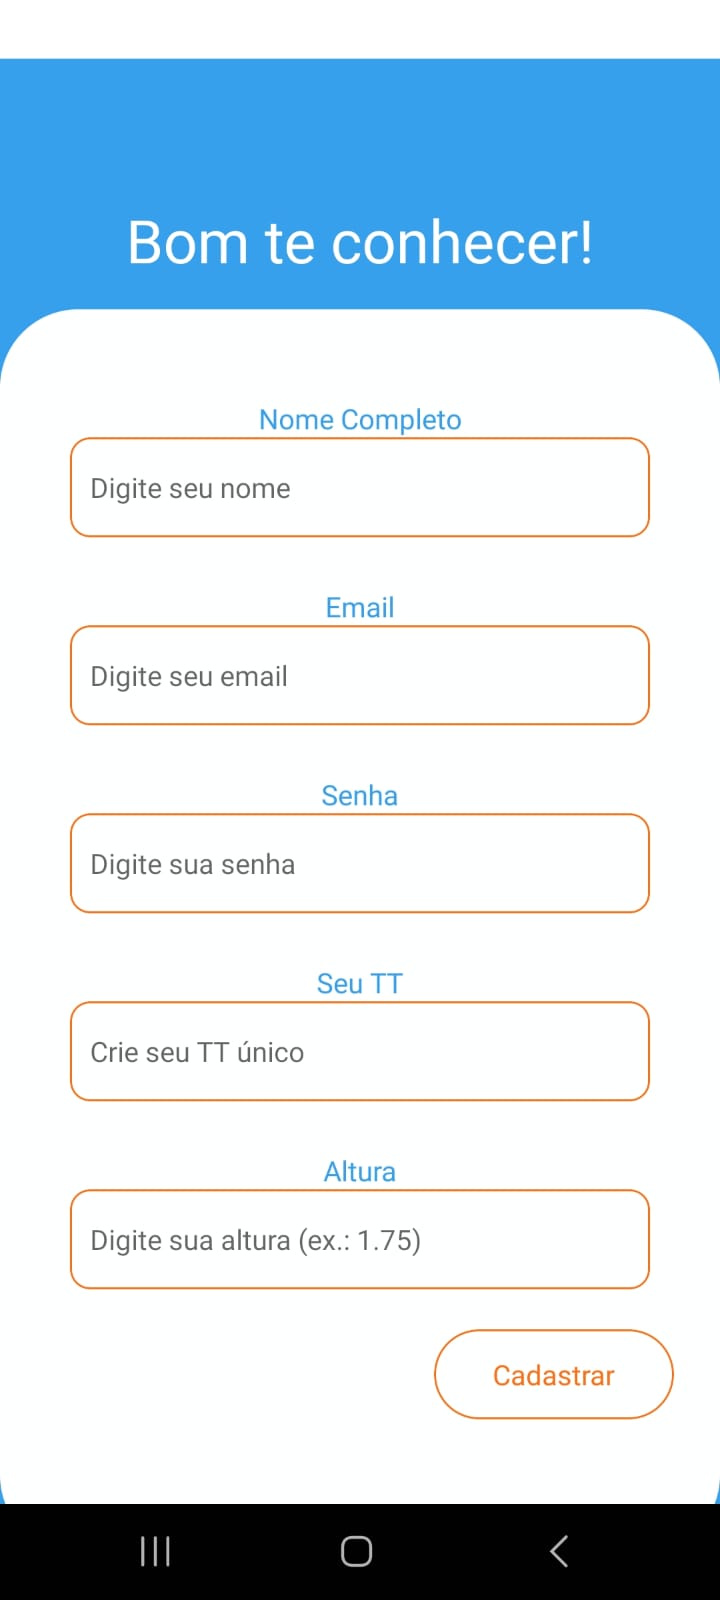 Bom te conhecer!
Nome Completo
Digite seu nome
Email
Digite seu email
Senha
Digite sua senha
Seu TT
Crie seu TT único
Altura
Digite sua altura (ex.: 1.75)
Cadastrar